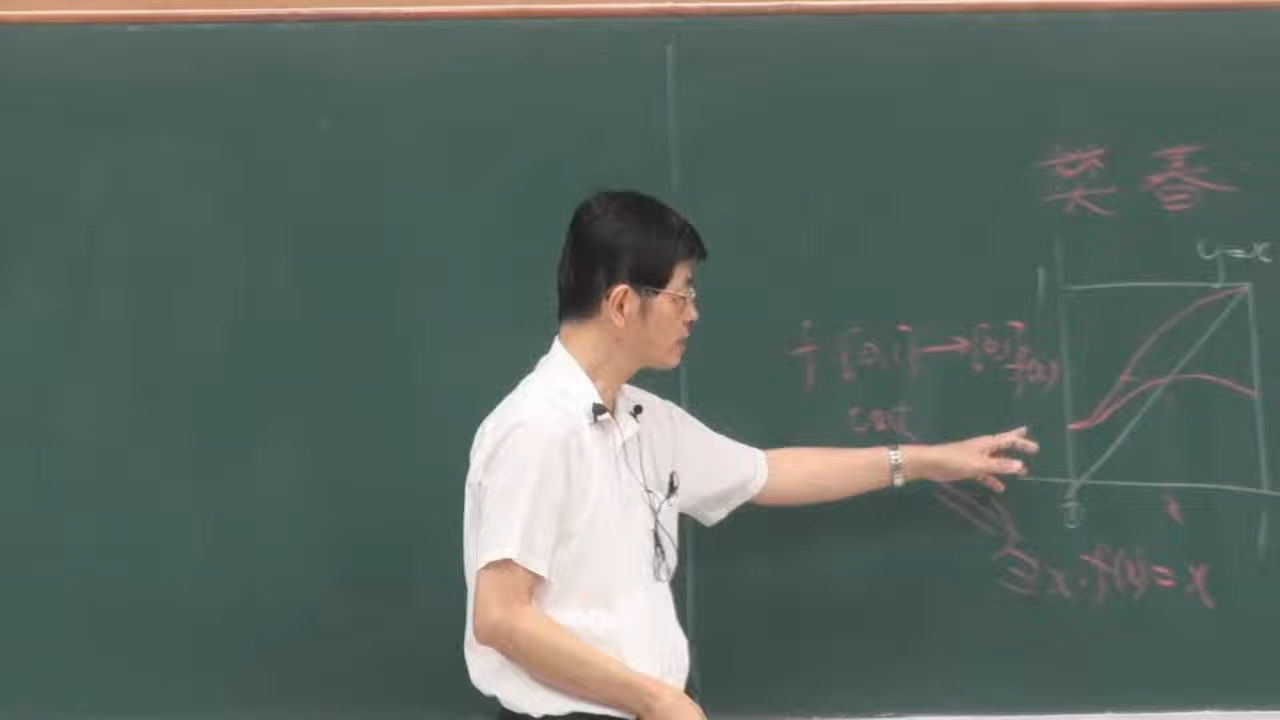 y=x
f [0,1]→[0,1]
f(x)
cont
∃x.f(x)=x
0